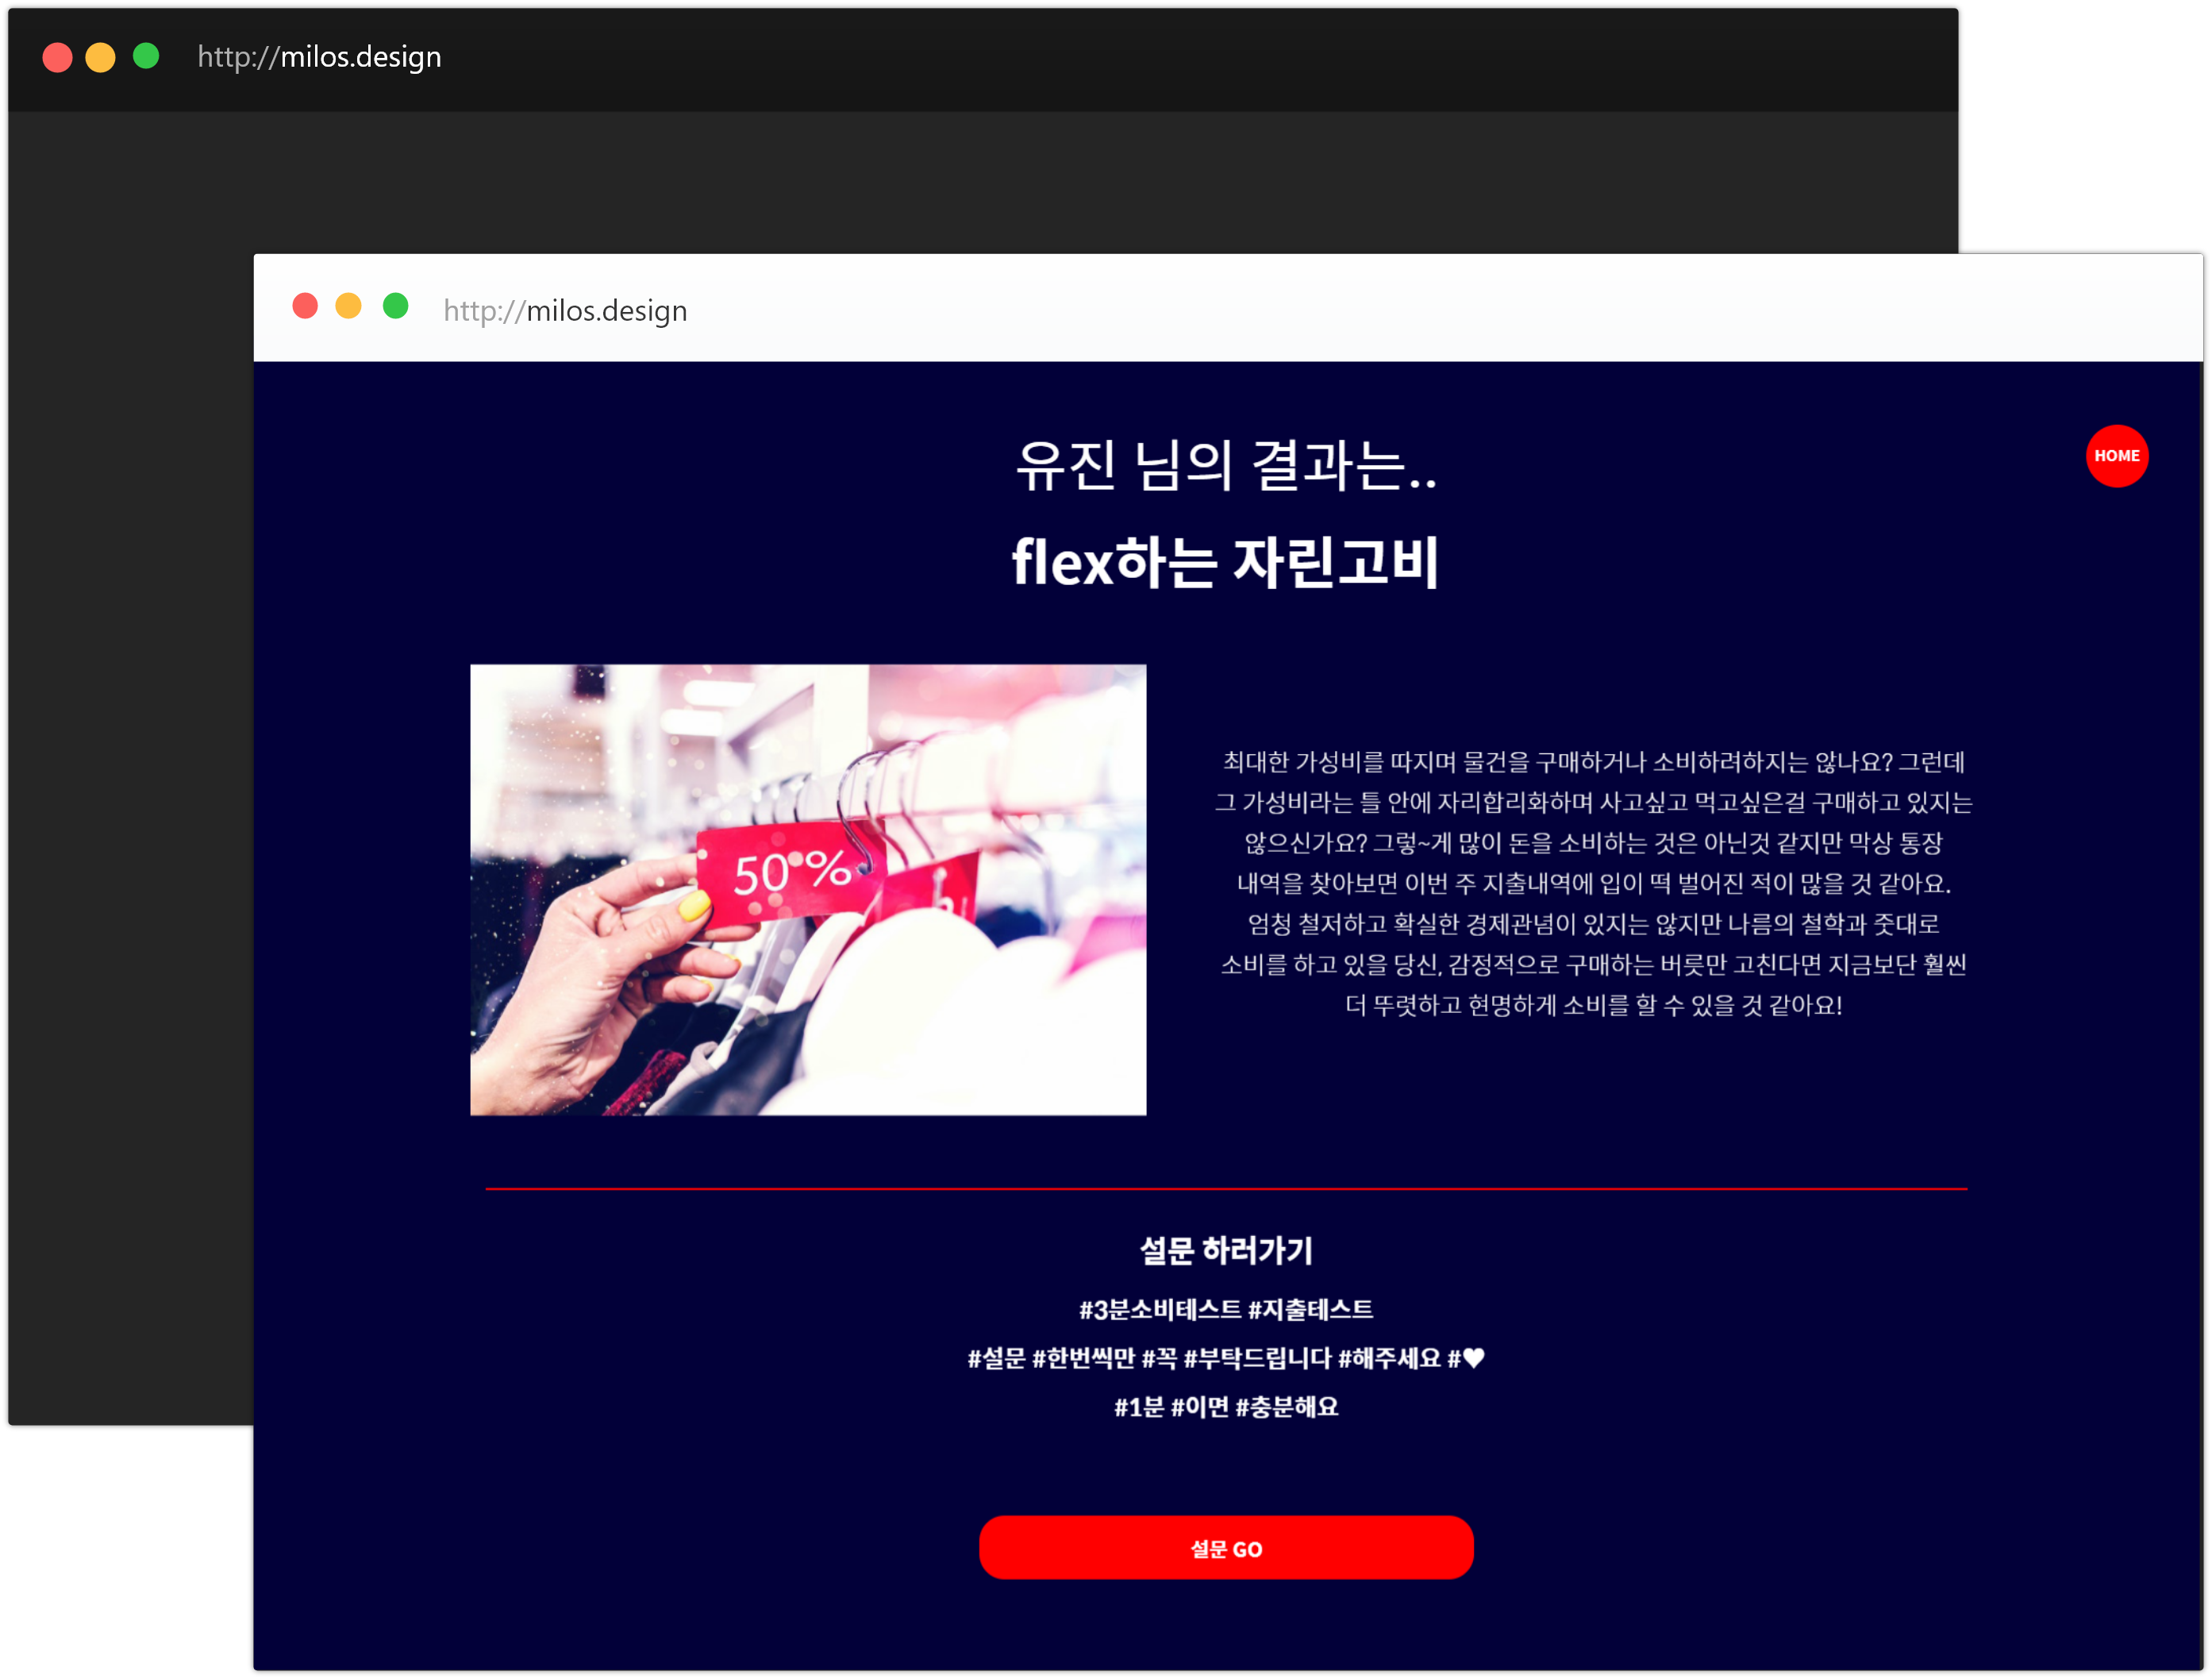 http://milos.design
http://milos.design
유진 님의 결과는..
HOME
flex하는 자린고비
50%
최대한 가성비를 따지며 물건을 구매하거나 소비하려하지는 않나요? 그런데
그 가성비라는 틀 안에 자리합리화하며 사고싶고 먹고싶은걸 구매하고 있지는
않으신가요? 그렇~게 많이 돈을 소비하는 것은 아닌것 같지만 막상 통장
내역을 찾아보면 이번 주 지출내역에 입이 떡 벌어진 적이 많을 것 같아요.
엄청 철저하고 확실한 경제관념이 있지는 않지만 나름의 철학과 줏대로
소비를 하고 있을 당신, 감정적으로 구매하는 버릇만 고친다면 지금보단 훨씬
더 뚜렷하고 현명하게 소비를 할 수 있을 것 같아요!
설문 하러가기
#3분소비테스트 #지출테스트
#설문 #한번씩만 #꼭 #부탁드립니다 #해주세요 #♥
#1분 #이면 #충분해요
설문 GO